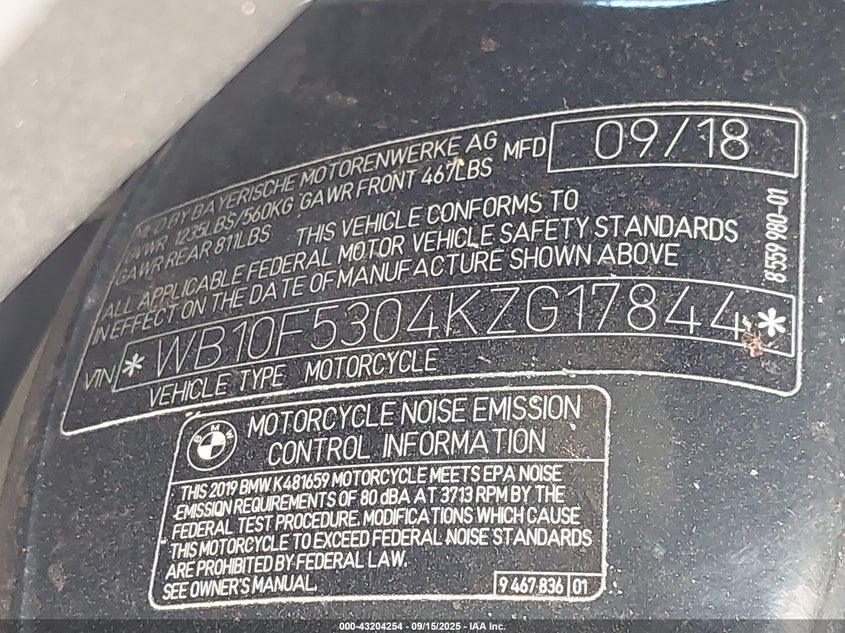 MFD BY BAYERISCHE MOTORENWERKE AG MFD 09/18
GVWR 1235LBS/560KG GAWR FRONT 467LBS
GAWR REAR 811LBS THIS VEHICLE CONFORMS TO
ALL APPLICABLE FEDERAL MOTOR VEHICLE SAFETY STANDARDS
IN EFFECT ON THE DATE OF MANUFACTURE SHOWN ABOVE
8 559 980-01
VIN * WB10F5304KZG17844 *
VEHICLE TYPE MOTORCYCLE
BMW
MOTORCYCLE NOISE EMISSION
CONTROL INFORMATION
THIS 2019 BMW K481659 MOTORCYCLE MEETS EPA NOISE
EMISSION REQUIREMENTS OF 80 dBA AT 3713 RPM BY THE
FEDERAL TEST PROCEDURE. MODIFICATIONS WHICH CAUSE
THIS MOTORCYCLE TO EXCEED FEDERAL NOISE STANDARDS
ARE PROHIBITED BY FEDERAL LAW.
SEE OWNER'S MANUAL.
9 467 836 01
000-43204254 - 09/15/2025 - IAA Inc.